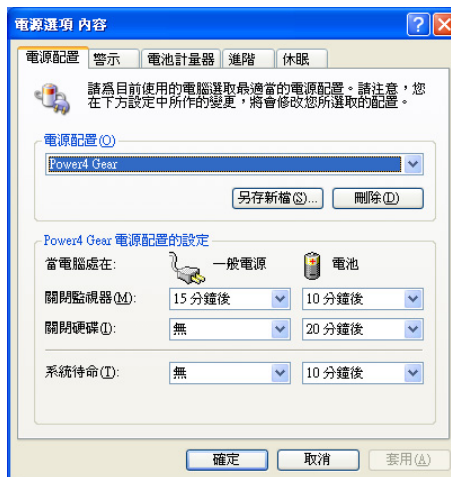 電源選項 內容
電源配置 警示 電池計量器 進階 休眠
請爲目前使用的電腦選取最適當的電源配置。請注意，您
在下方設定中所作的變更，將會修改您所選取的配置。
電源配置(O)
Power4 Gear
另存新檔(S)... 刪除(D)
Power4 Gear 電源配置的設定
當電腦處在: 一般電源 電池
關閉監視器(M): 15 分鐘後 10 分鐘後
關閉硬碟(I): 無 20 分鐘後
系統待命(T): 無 10 分鐘後
確定 取消 套用(A)